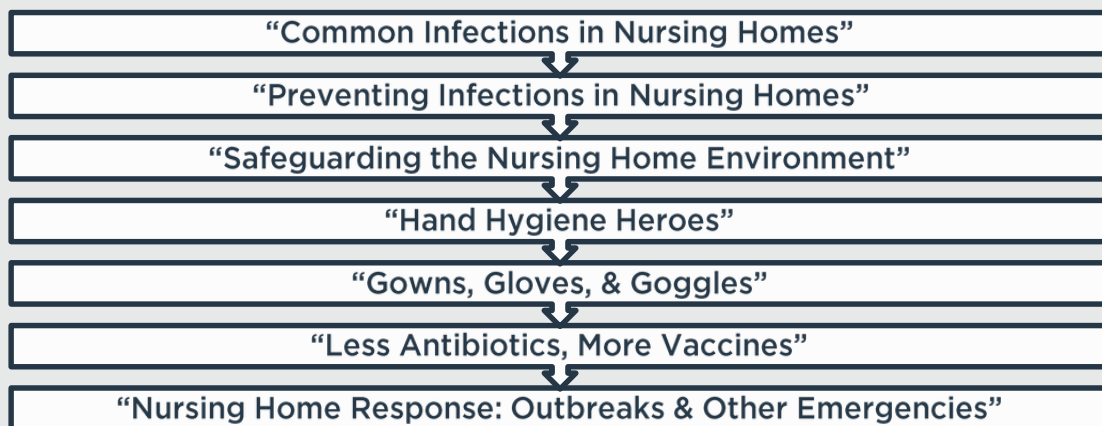 “Common Infections in Nursing Homes”
“Preventing Infections in Nursing Homes”
“Safeguarding the Nursing Home Environment”
“Hand Hygiene Heroes”
“Gowns, Gloves, & Goggles”
“Less Antibiotics, More Vaccines”
“Nursing Home Response: Outbreaks & Other Emergencies”